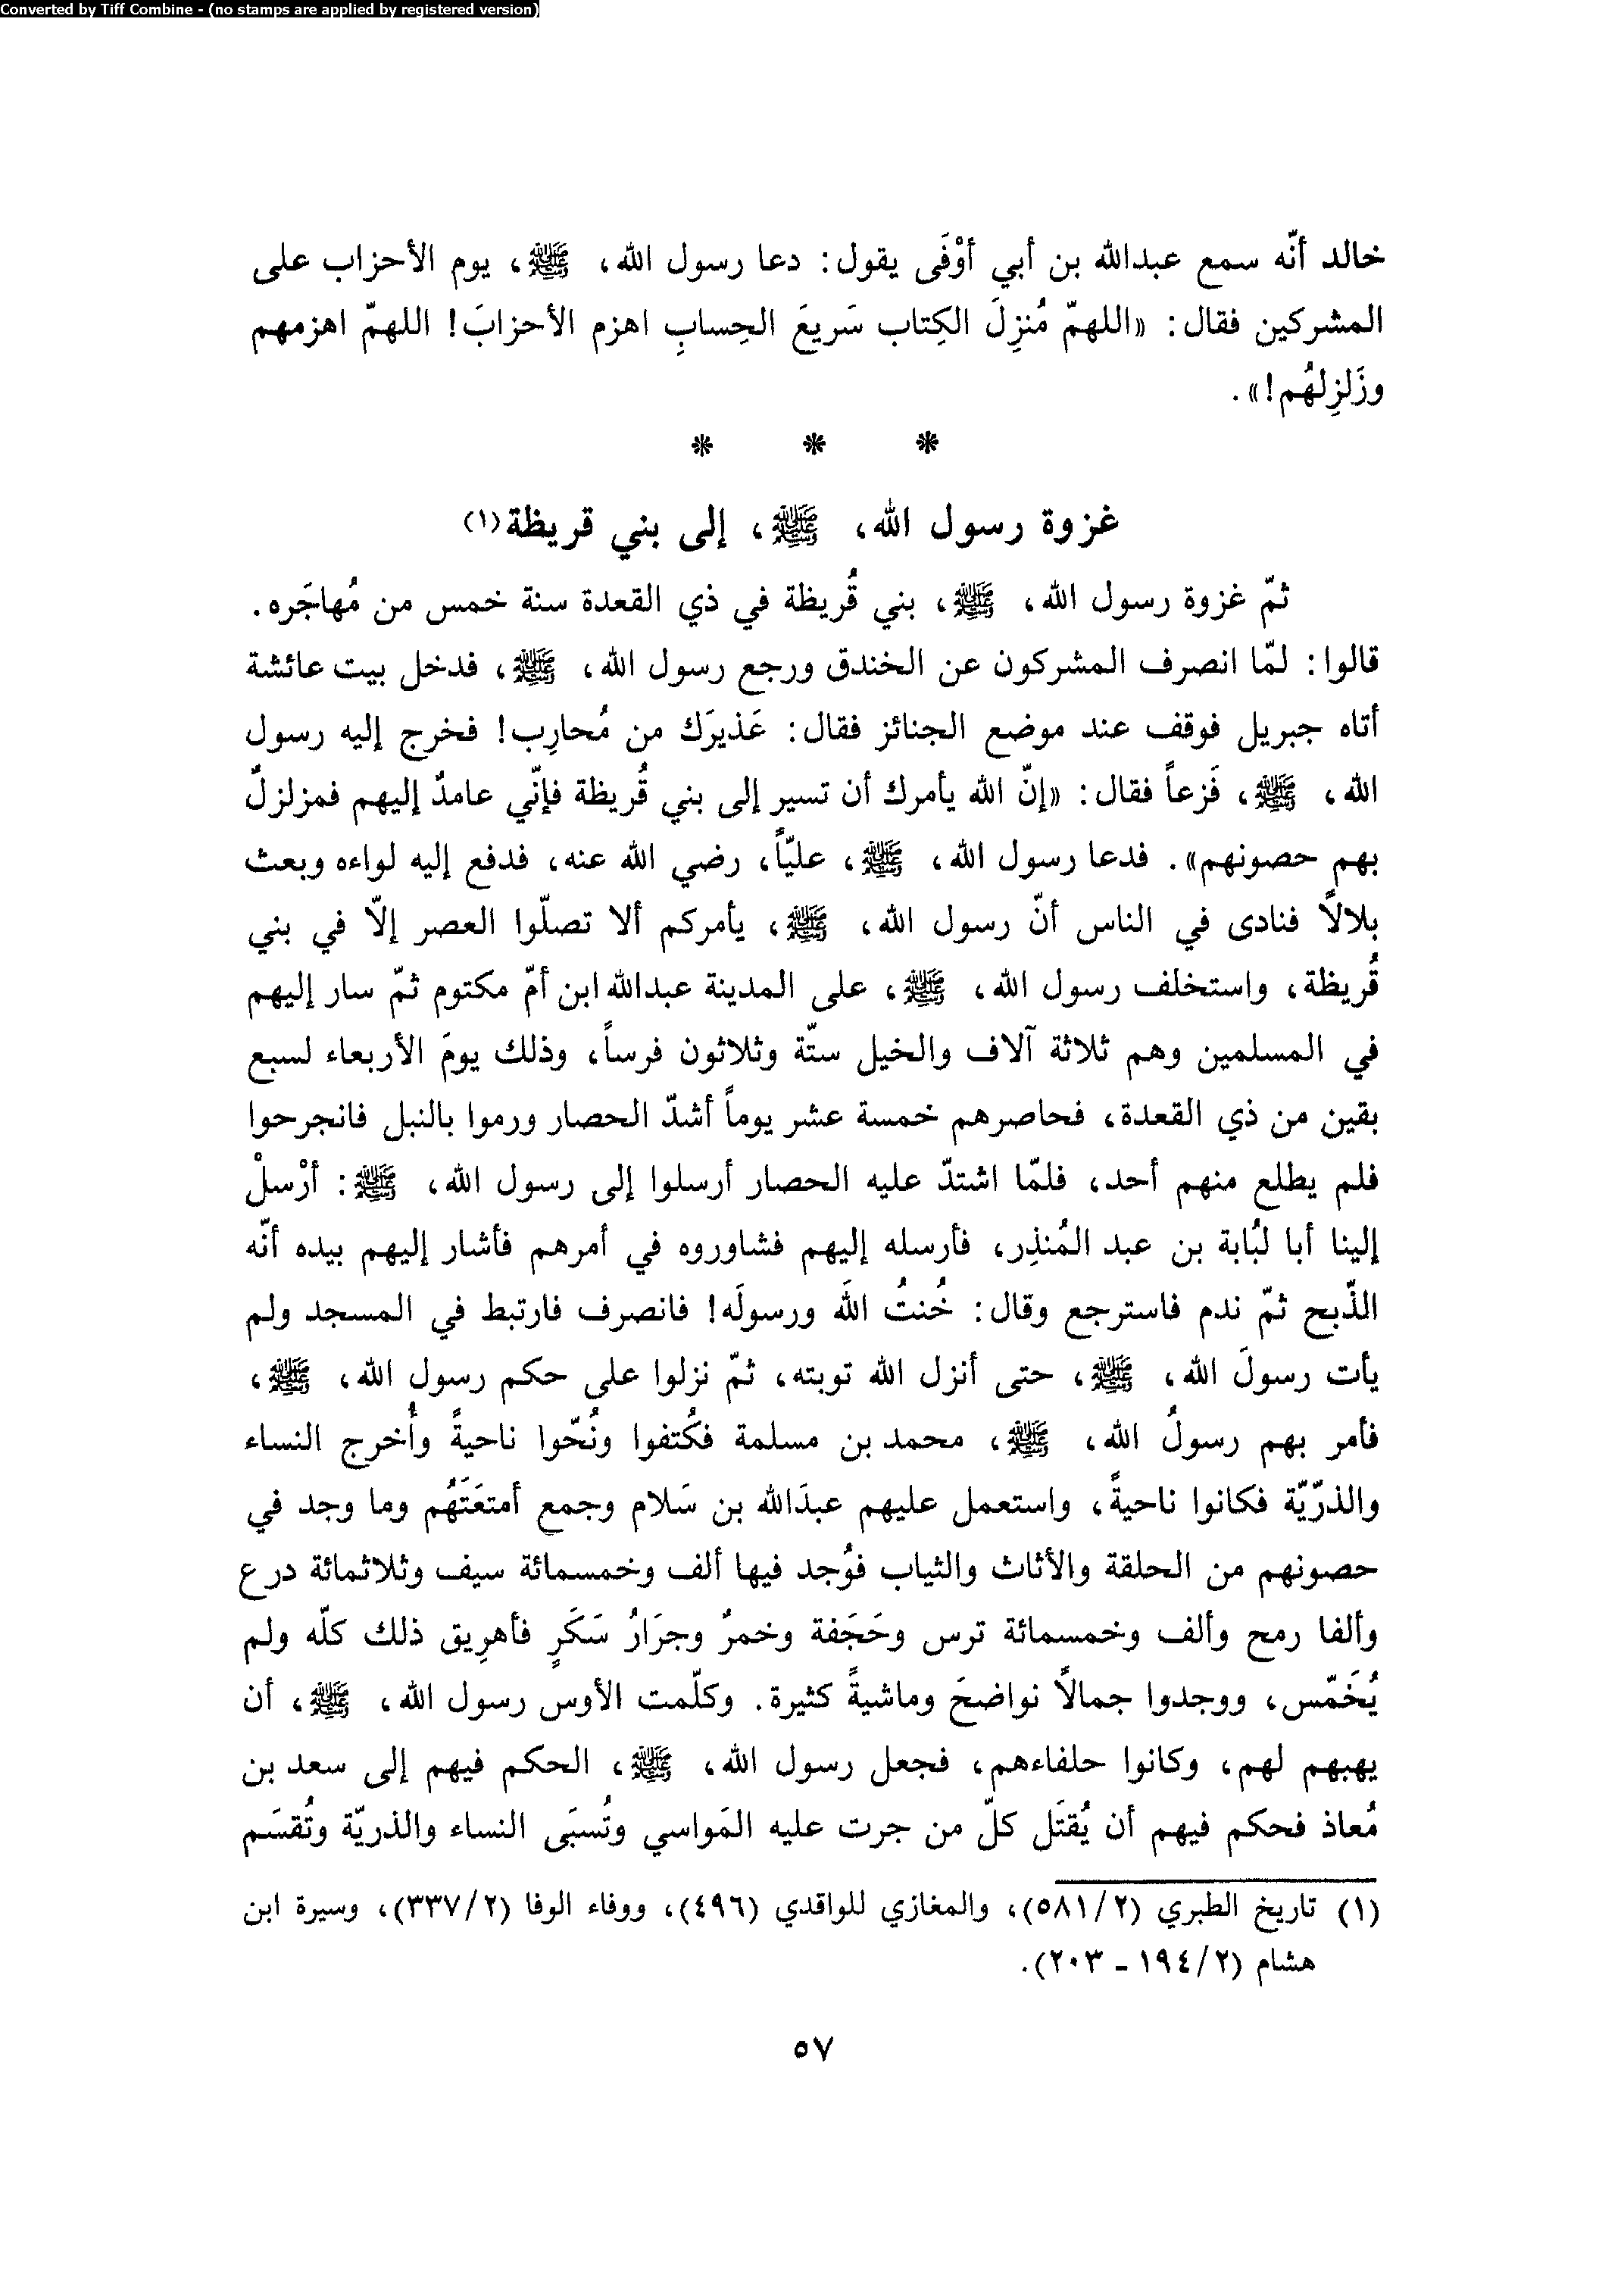 Converted by Tiff Combine - (no stamps are applied by registered version)
خالد أنّه سمع عبدالله بن أبي أوْفَى يقول: دعا رسول الله، ﷺ، يوم الأحزاب على
المشركين فقال: «اللهمّ مُنزِلَ الكِتاب سَريعَ الحِسابِ اهزم الأحزابَ! اللهمّ اهزمهم
وزَلزِلهُم!».
* * *
غزوة رسول الله، ﷺ، إلى بني قريظة(١)
ثمّ غزوة رسول الله، ﷺ، بني قُريظة في ذي القعدة سنة خمس من مُهاجَره.
قالوا: لمّا انصرف المشركون عن الخندق ورجع رسول الله، ﷺ، فدخل بيت عائشة
أتاه جبريل فوقف عند موضع الجنائز فقال: عَذيرَك من مُحارِب! فخرج إليه رسول
الله، ﷺ، فَزعاً فقال: «إنّ الله يأمرك أن تسير إلى بني قُريظة فإنّي عامدٌ إليهم فمزلزلٌ
بهم حصونهم». فدعا رسول الله، ﷺ، عليّاً، رضي الله عنه، فدفع إليه لواءه وبعث
بلالاً فنادى في الناس أنّ رسول الله، ﷺ، يأمركم ألا تصلّوا العصر إلّا في بني
قُريظة، واستخلف رسول الله، ﷺ، على المدينة عبدالله ابن أمّ مكتوم ثمّ سار إليهم
في المسلمين وهم ثلاثة آلاف والخيل ستّة وثلاثون فرساً، وذلك يومَ الأربعاء لسبع
بقين من ذي القعدة، فحاصرهم خمسة عشر يوماً أشدّ الحصار ورموا بالنبل فانجرحوا
فلم يطلع منهم أحد، فلمّا اشتدّ عليه الحصار أرسلوا إلى رسول الله، ﷺ: أرْسلْ
إلينا أبا لُبابة بن عبد المُنذِر، فأرسله إليهم فشاوروه في أمرهم فأشار إليهم بيده أنّه
الذّبح ثمّ ندم فاسترجع وقال: خُنتُ اللهَ ورسولَه! فانصرف فارتبط في المسجد ولم
يأت رسولَ الله، ﷺ، حتى أنزل الله توبته، ثمّ نزلوا على حكم رسول الله، ﷺ،
فأمر بهم رسولُ الله، ﷺ، محمد بن مسلمة فكُتفوا ونُحّوا ناحيةً وأُخرج النساء
والذرّيّة فكانوا ناحيةً، واستعمل عليهم عبدَالله بن سَلام وجمع أمتعَتَهُم وما وجد في
حصونهم من الحلقة والأثاث والثياب فوُجد فيها ألف وخمسمائة سيف وثلاثمائة درع
وألفا رمح وألف وخمسمائة ترس وحَجَفة وخمرٌ وجرَارُ سَكَرٍ فأهرِيق ذلك كلّه ولم
يُخَمّس، ووجدوا جمالاً نواضحَ وماشيةً كثيرة. وكلّمت الأوس رسول الله، ﷺ، أن
يهبهم لهم، وكانوا حلفاءهم، فجعل رسول الله، ﷺ، الحكم فيهم إلى سعد بن
مُعاذ فحكم فيهم أن يُقتَل كلّ من جرت عليه المَواسي وتُسبَى النساء والذريّة وتُقسَم
(١) تاريخ الطبري (٥٨١/٢)، والمغازي للواقدي (٤٩٦)، ووفاء الوفا (٣٣٧/٢)، وسيرة ابن
هشام (١٩٤/٢ - ٢٠٣).
٥٧